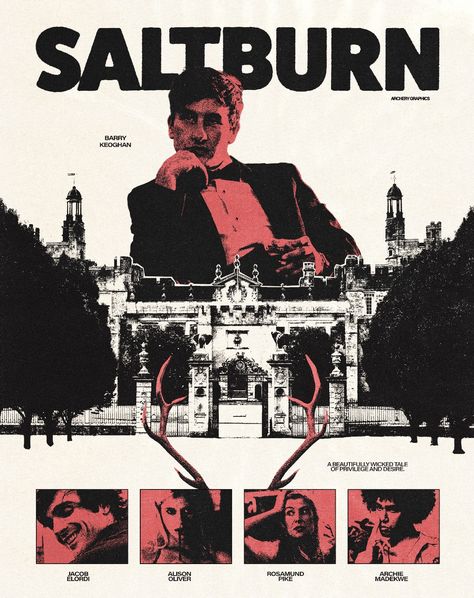 SALTBURN
ARCHERY GRAPHICS
BARRY
KEOGHAN
A BEAUTIFULLY WICKED TALE
OF PRIVILEGE AND DESIRE.
JACOB
ELORDI
ALISON
OLIVER
ROSAMUND
PIKE
ARCHIE
MADEKWE